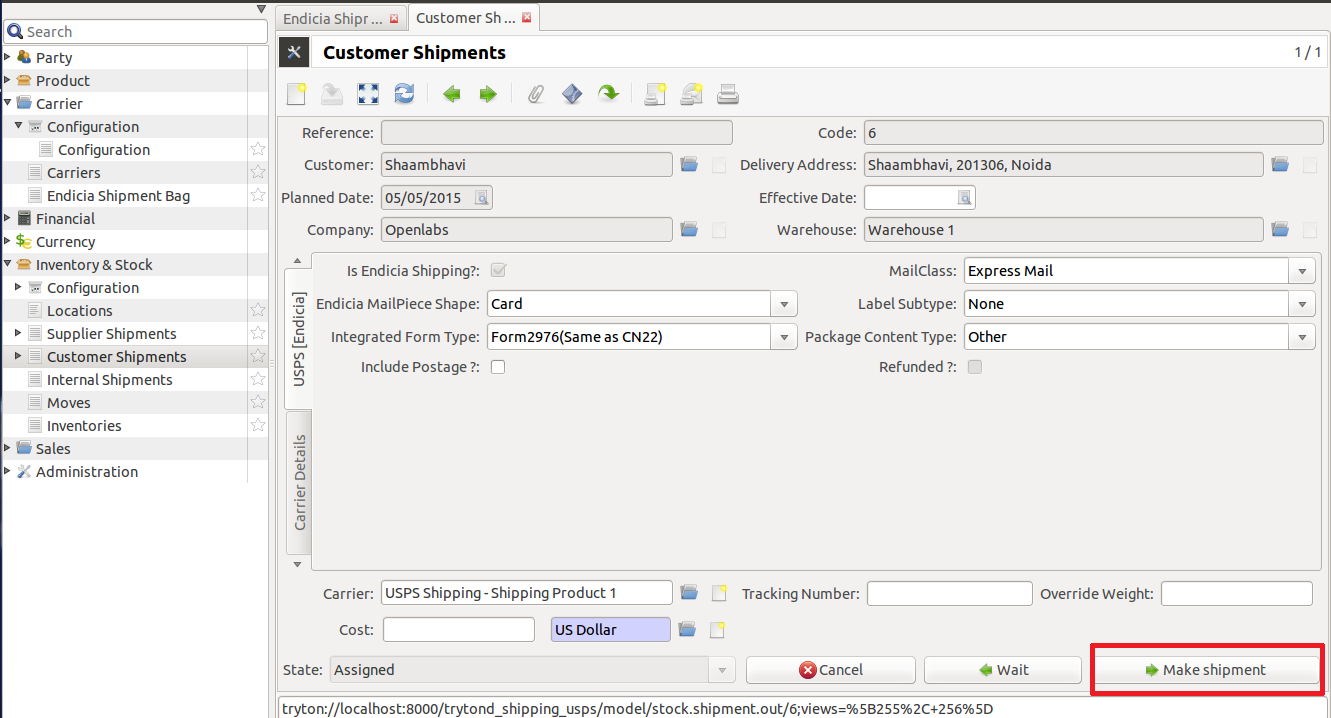 Endicia Shipr ...
Customer Sh ...
Search
Party
Product
Carrier
Configuration
Configuration
Carriers
Endicia Shipment Bag
Financial
Currency
Inventory & Stock
Configuration
Locations
Supplier Shipments
Customer Shipments
Internal Shipments
Moves
Inventories
Sales
Administration
Customer Shipments
1 / 1
Reference:
Code: 6
Customer: Shaambhavi
Delivery Address: Shaambhavi, 201306, Noida
Planned Date: 05/05/2015
Effective Date:
Company: Openlabs
Warehouse: Warehouse 1
USPS [Endicia]
Carrier Details
Is Endicia Shipping?:
MailClass: Express Mail
Endicia MailPiece Shape: Card
Label Subtype: None
Integrated Form Type: Form2976(Same as CN22)
Package Content Type: Other
Include Postage ?:
Refunded ?:
Carrier: USPS Shipping - Shipping Product 1
Tracking Number:
Override Weight:
Cost:
US Dollar
State: Assigned
Cancel
Wait
Make shipment
tryton://localhost:8000/trytond_shipping_usps/model/stock.shipment.out/6;views=%5B255%2C+256%5D